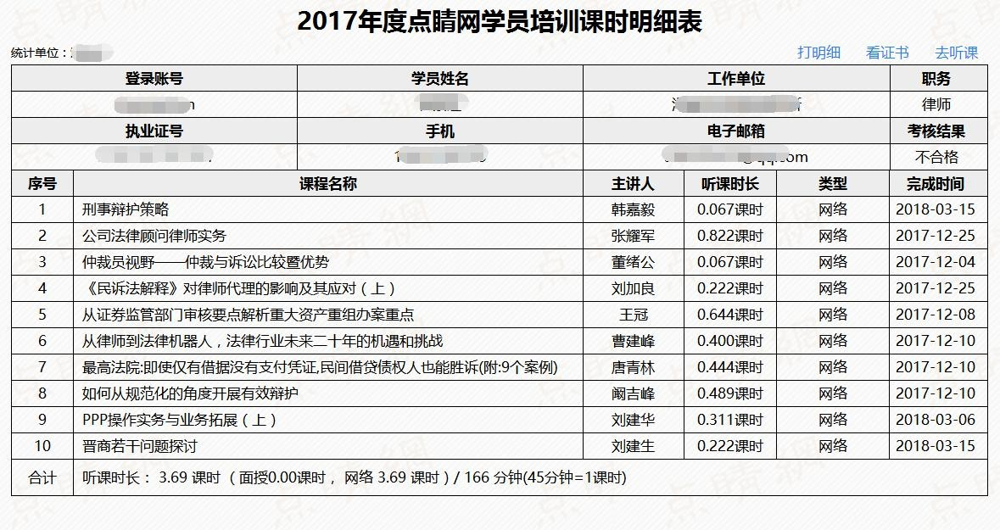 2017年度点睛网学员培训课时明细表
统计单位：
打明细 看证书 去听课
登录账号 学员姓名 工作单位 职务
律师
执业证号 手机 电子邮箱 考核结果
不合格
序号 课程名称 主讲人 听课时长 类型 完成时间
1 刑事辩护策略 韩嘉毅 0.067课时 网络 2018-03-15
2 公司法律顾问律师实务 张耀军 0.822课时 网络 2017-12-25
3 仲裁员视野——仲裁与诉讼比较暨优势 董绪公 0.067课时 网络 2017-12-04
4 《民诉法解释》对律师代理的影响及其应对（上） 刘加良 0.222课时 网络 2017-12-25
5 从证券监管部门审核要点解析重大资产重组办案重点 王冠 0.644课时 网络 2017-12-08
6 从律师到法律机器人，法律行业未来二十年的机遇和挑战 曹建峰 0.400课时 网络 2017-12-10
7 最高法院:即使仅有借据没有支付凭证,民间借贷债权人也能胜诉(附:9个案例) 唐青林 0.444课时 网络 2017-12-10
8 如何从规范化的角度开展有效辩护 阚吉峰 0.489课时 网络 2017-12-10
9 PPP操作实务与业务拓展（上） 刘建华 0.311课时 网络 2018-03-06
10 晋商若干问题探讨 刘建生 0.222课时 网络 2018-03-15
合计 听课时长： 3.69 课时 （ 面授0.00课时 ， 网络 3.69 课时 ) / 166 分钟(45分钟=1课时)